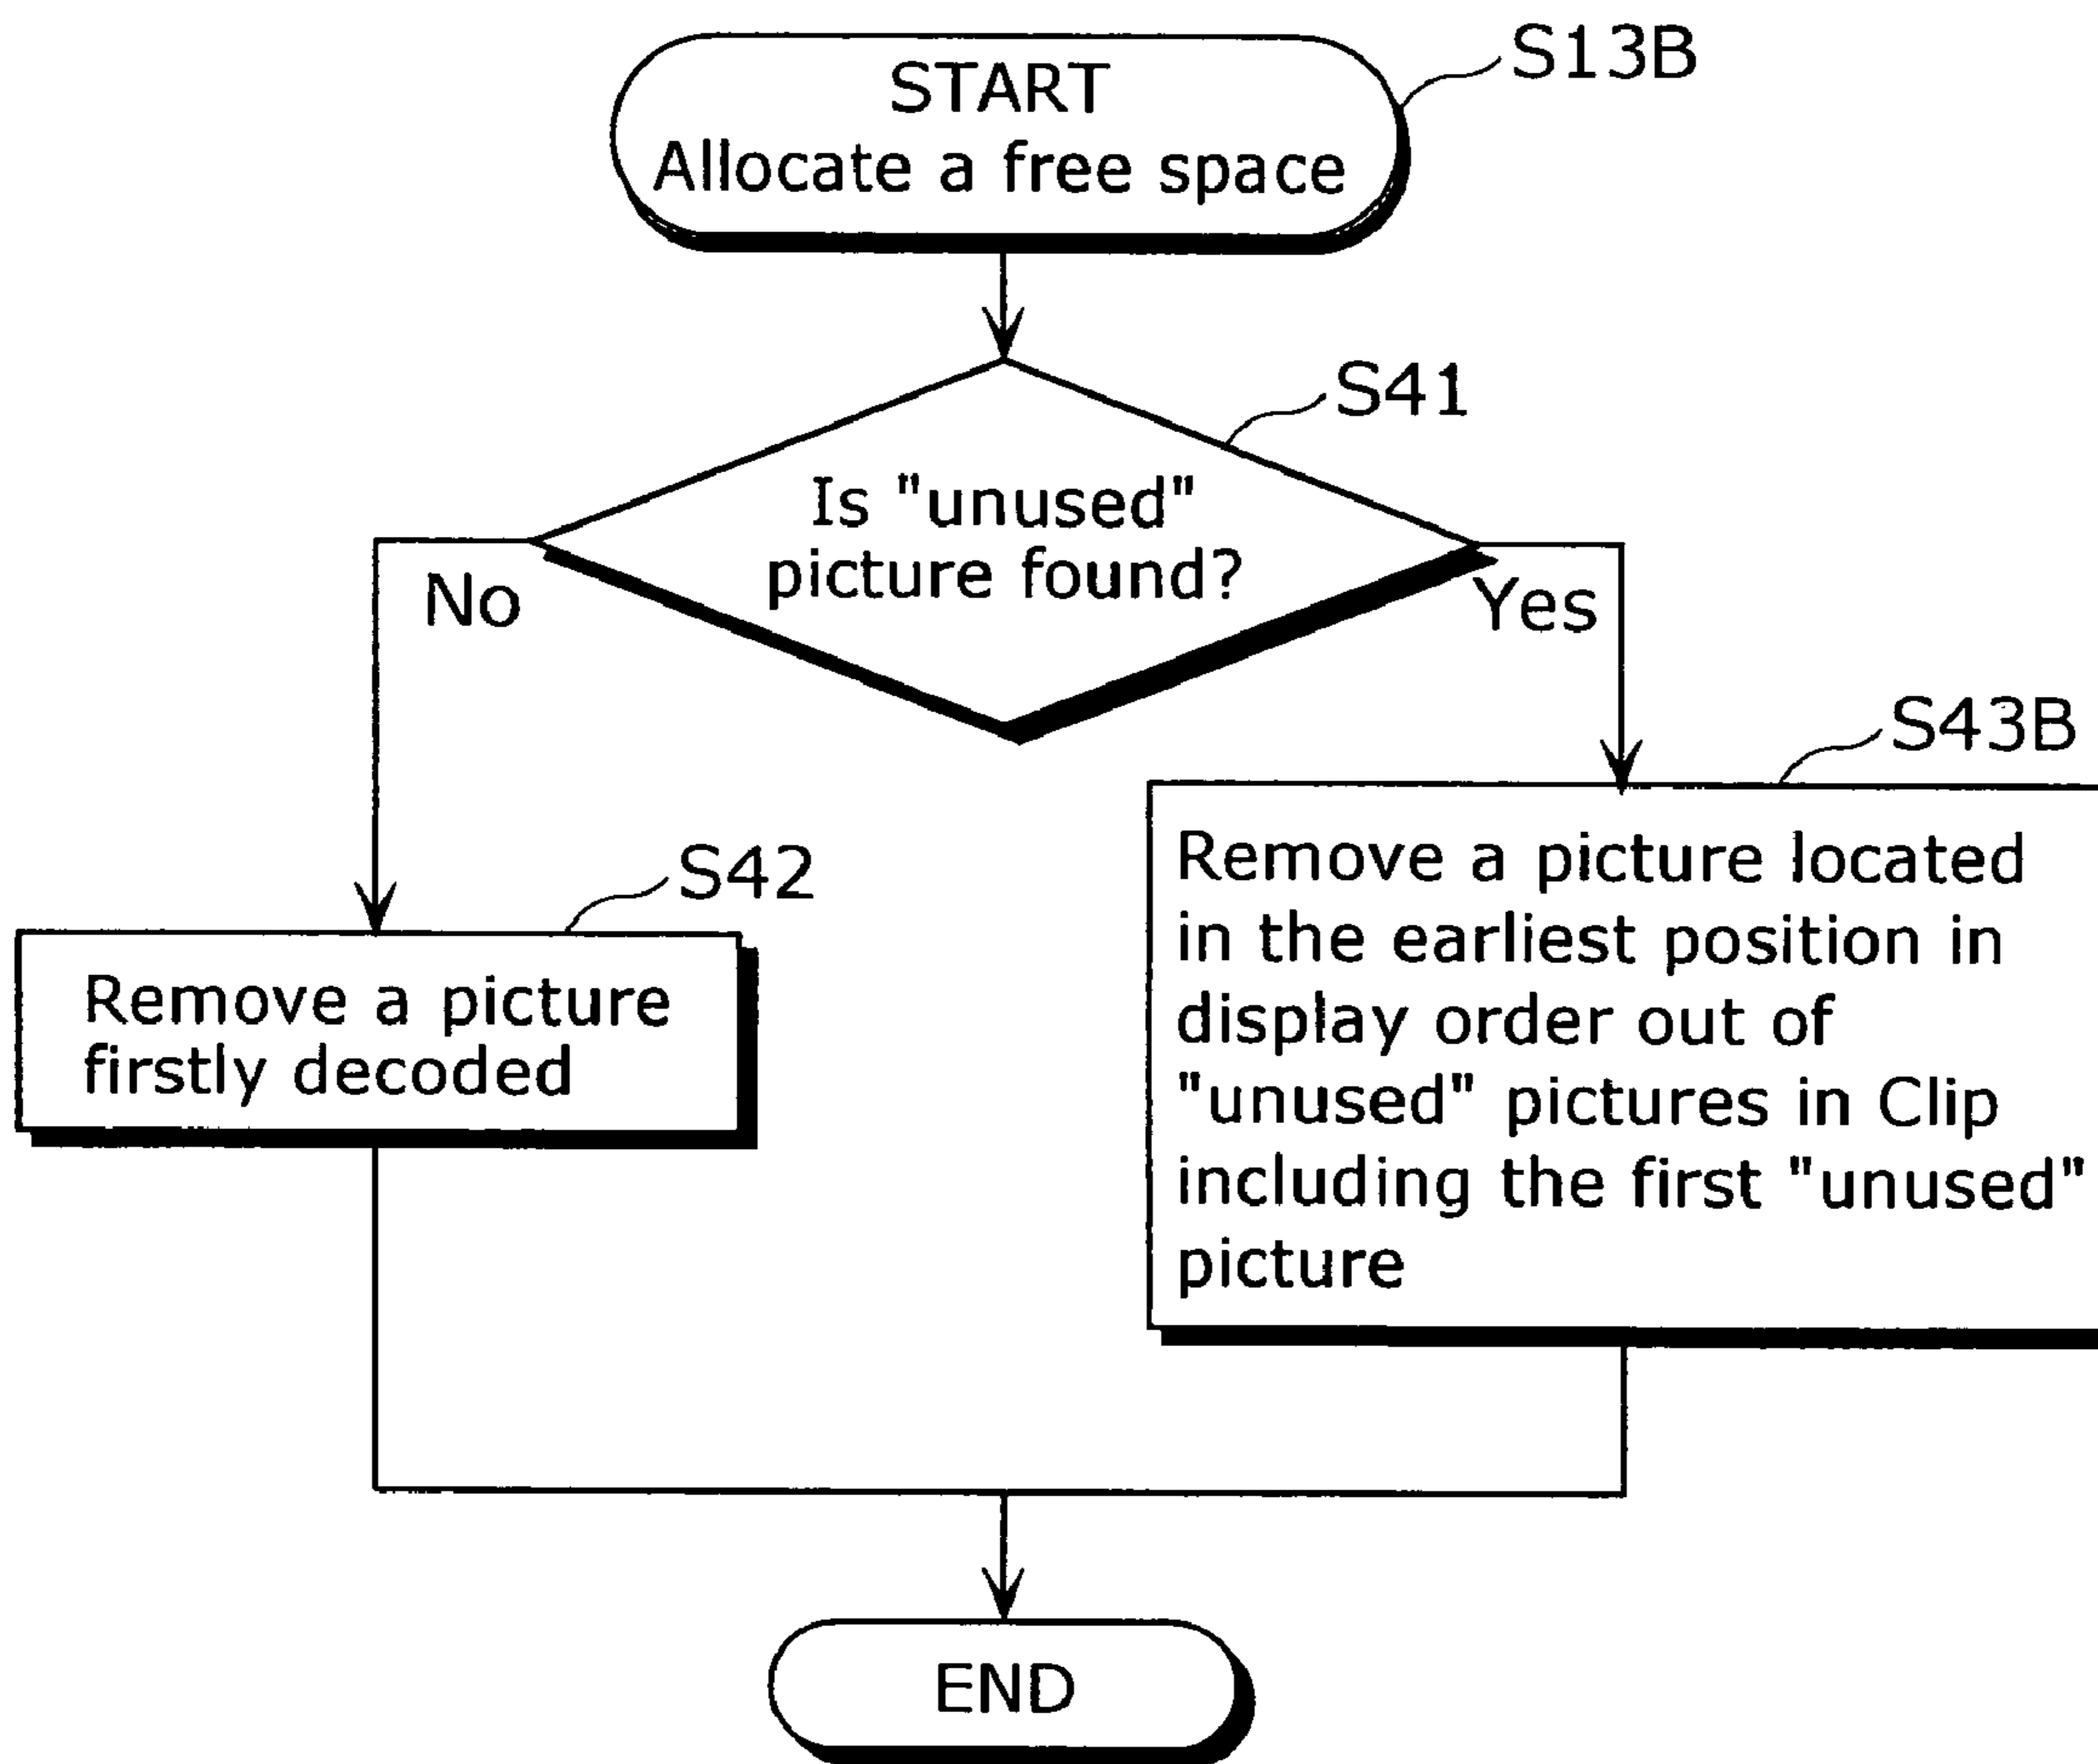 S13B
START
Allocate a free space
S41
Is "unused"
picture found?
No
Yes
S43B
Remove a picture located
in the earliest position in
display order out of
"unused" pictures in Clip
including the first "unused"
picture
S42
Remove a picture
firstly decoded
END